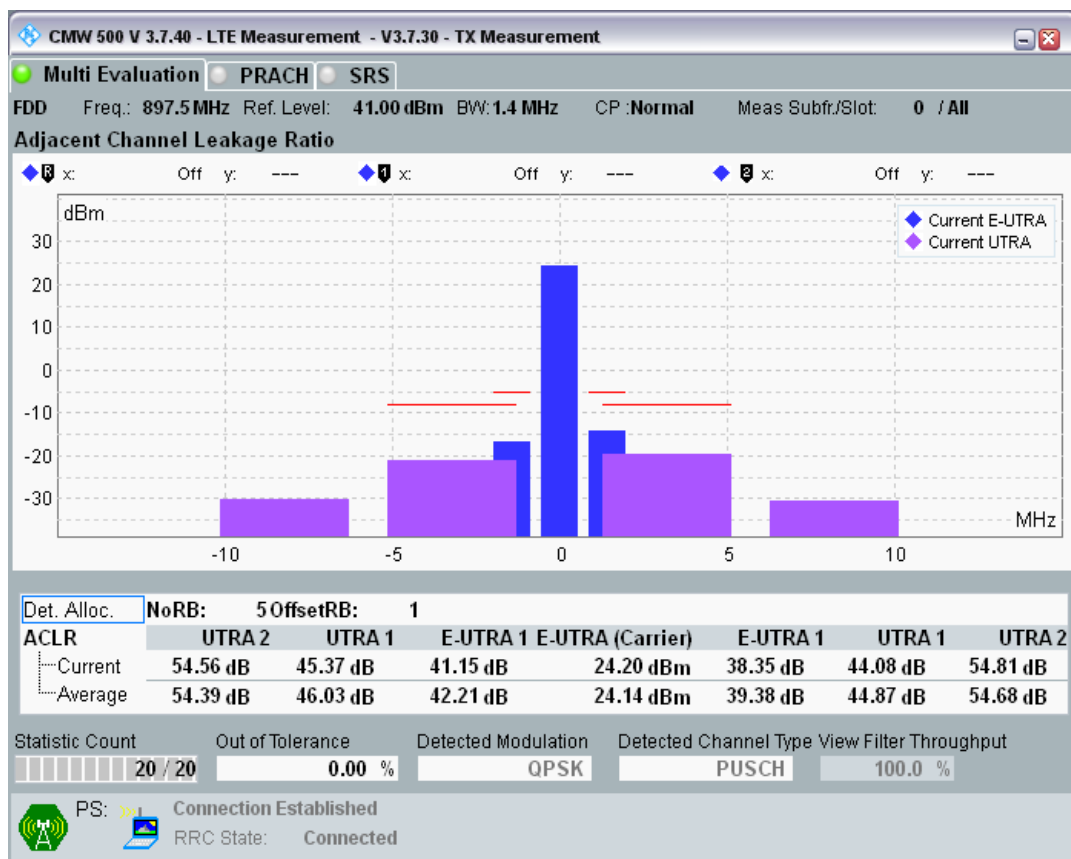 CMW 500 V 3.7.40 - LTE Measurement - V3.7.30 - TX Measurement
Multi Evaluation PRACH SRS
FDD Freq.: 897.5 MHz Ref. Level: 41.00 dBm BW: 1.4 MHz CP :Normal Meas Subfr./Slot: 0 / All
Adjacent Channel Leakage Ratio
R x: Off y: --- 1 x: Off y: --- 2 x: Off y: ---
dBm
Current E-UTRA
Current UTRA
30
20
10
0
-10
-20
-30
MHz
-10 -5 0 5 10
Det. Alloc. NoRB: 5 OffsetRB: 1
ACLR UTRA 2 UTRA 1 E-UTRA 1 E-UTRA (Carrier) E-UTRA 1 UTRA 1 UTRA 2
Current 54.56 dB 45.37 dB 41.15 dB 24.20 dBm 38.35 dB 44.08 dB 54.81 dB
Average 54.39 dB 46.03 dB 42.21 dB 24.14 dBm 39.38 dB 44.87 dB 54.68 dB
Statistic Count Out of Tolerance Detected Modulation Detected Channel Type View Filter Throughput
20 / 20 0.00 % QPSK PUSCH 100.0 %
PS: Connection Established
RRC State: Connected